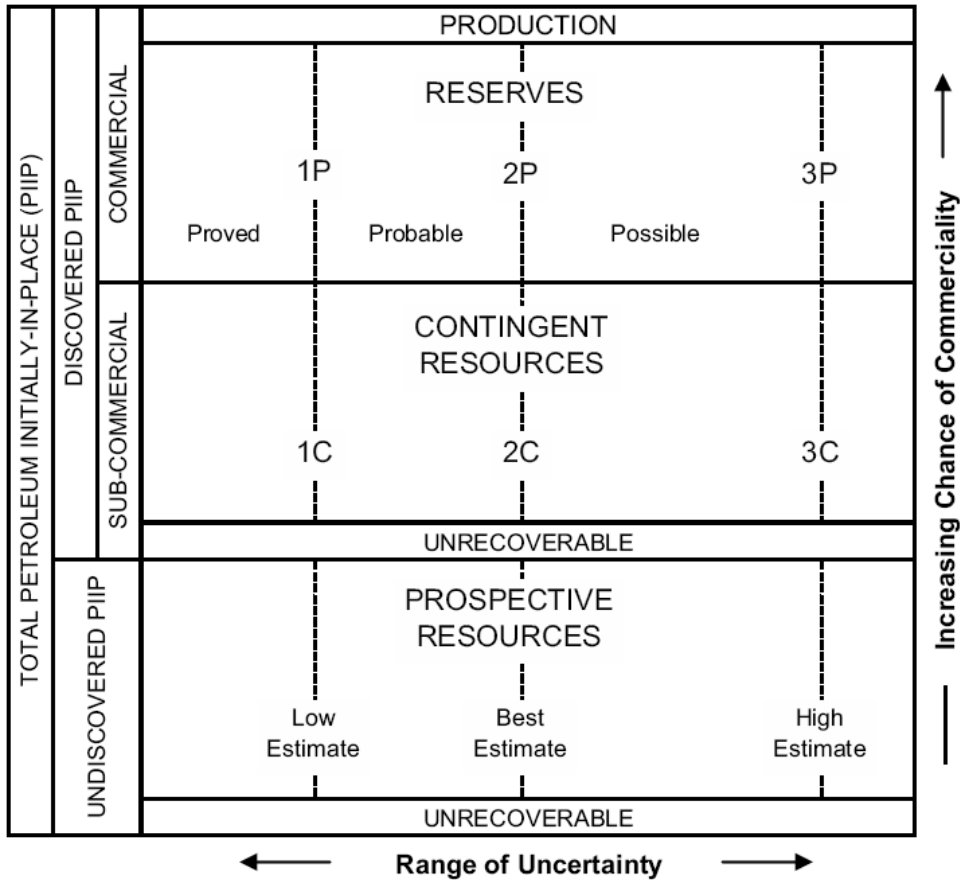 TOTAL PETROLEUM INITIALLY-IN-PLACE (PIIP)
DISCOVERED PIIP
UNDISCOVERED PIIP
COMMERCIAL
SUB-COMMERCIAL
PRODUCTION
RESERVES
1P 2P 3P
Proved Probable Possible
CONTINGENT
RESOURCES
1C 2C 3C
UNRECOVERABLE
PROSPECTIVE
RESOURCES
Low Best High
Estimate Estimate Estimate
UNRECOVERABLE
Range of Uncertainty
Increasing Chance of Commerciality